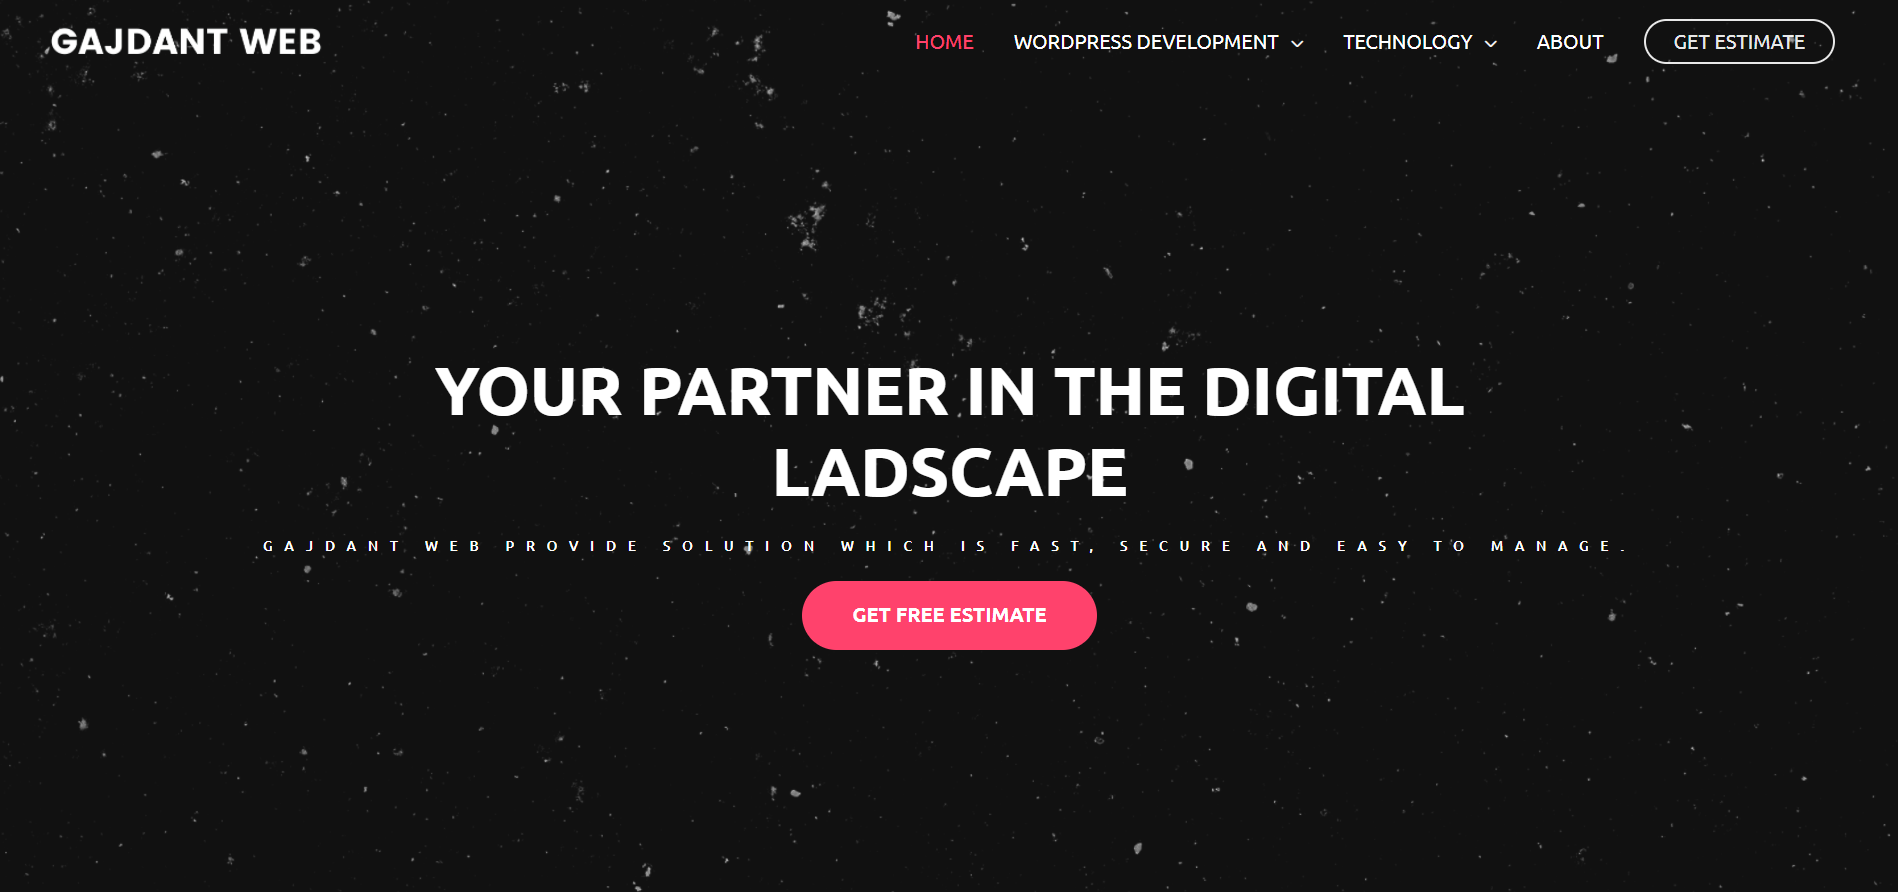 GAJDANT WEB
HOME
WORDPRESS DEVELOPMENT
TECHNOLOGY
ABOUT
GET ESTIMATE
YOUR PARTNER IN THE DIGITAL
LADSCAPE
GAJDANT WEB PROVIDE SOLUTION WHICH IS FAST, SECURE AND EASY TO MANAGE.
GET FREE ESTIMATE